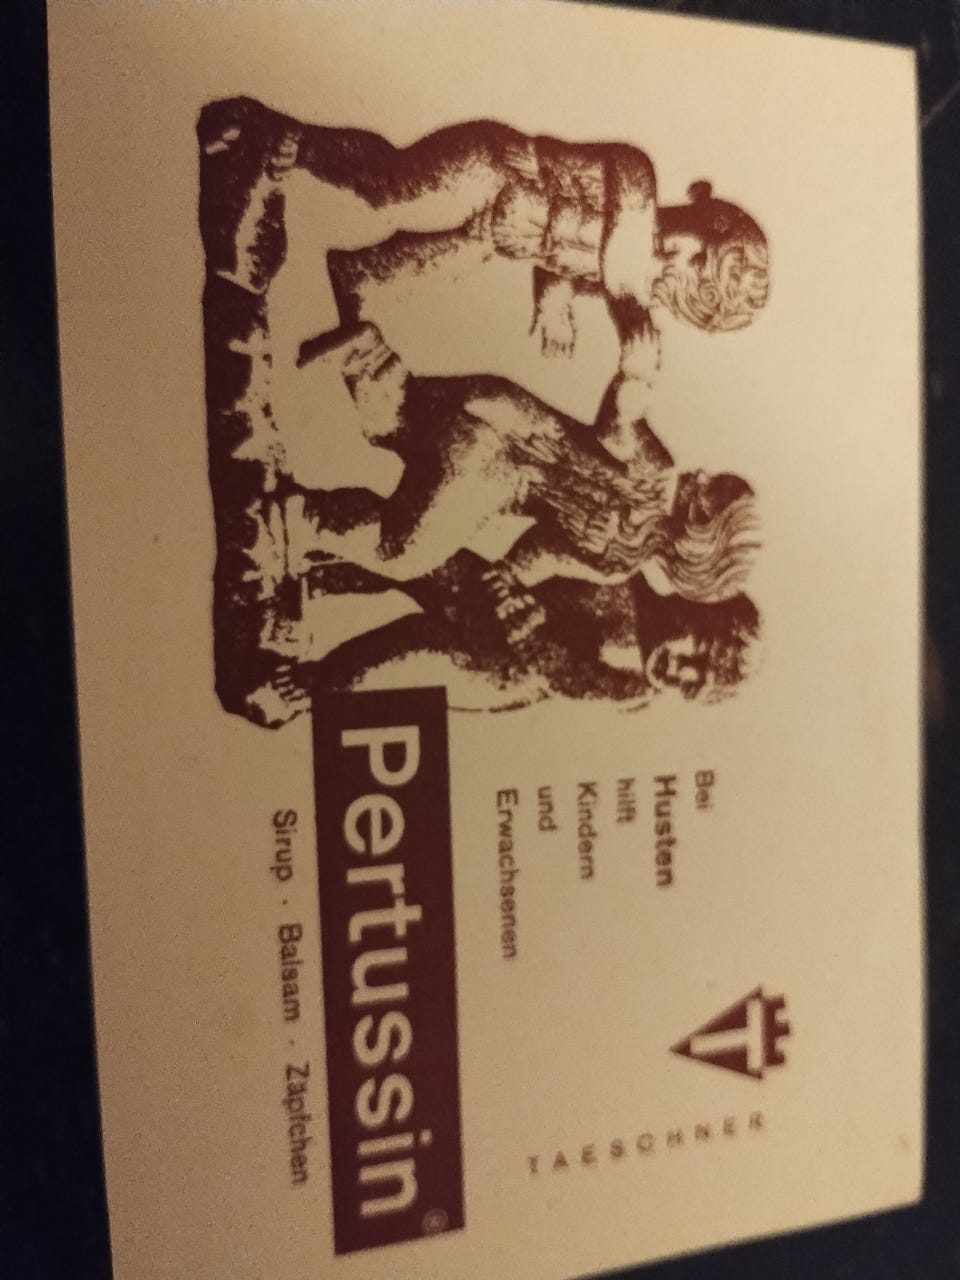 Bei
Husten
hilft
Kindern
und
Erwachsenen
T
TAESCHNER
Pertussin®
Sirup · Balsam · Zäpfchen